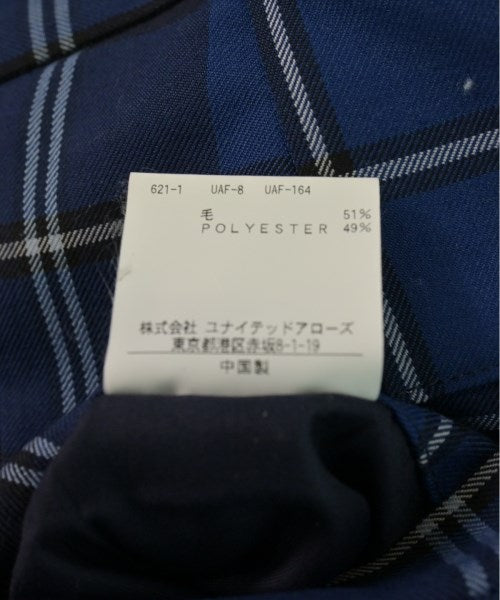 621-1 UAF-8 UAF-164
毛 51%
POLYESTER 49%
株式会社 ユナイテッドアローズ
東京都港区赤坂8-1-19
中国製